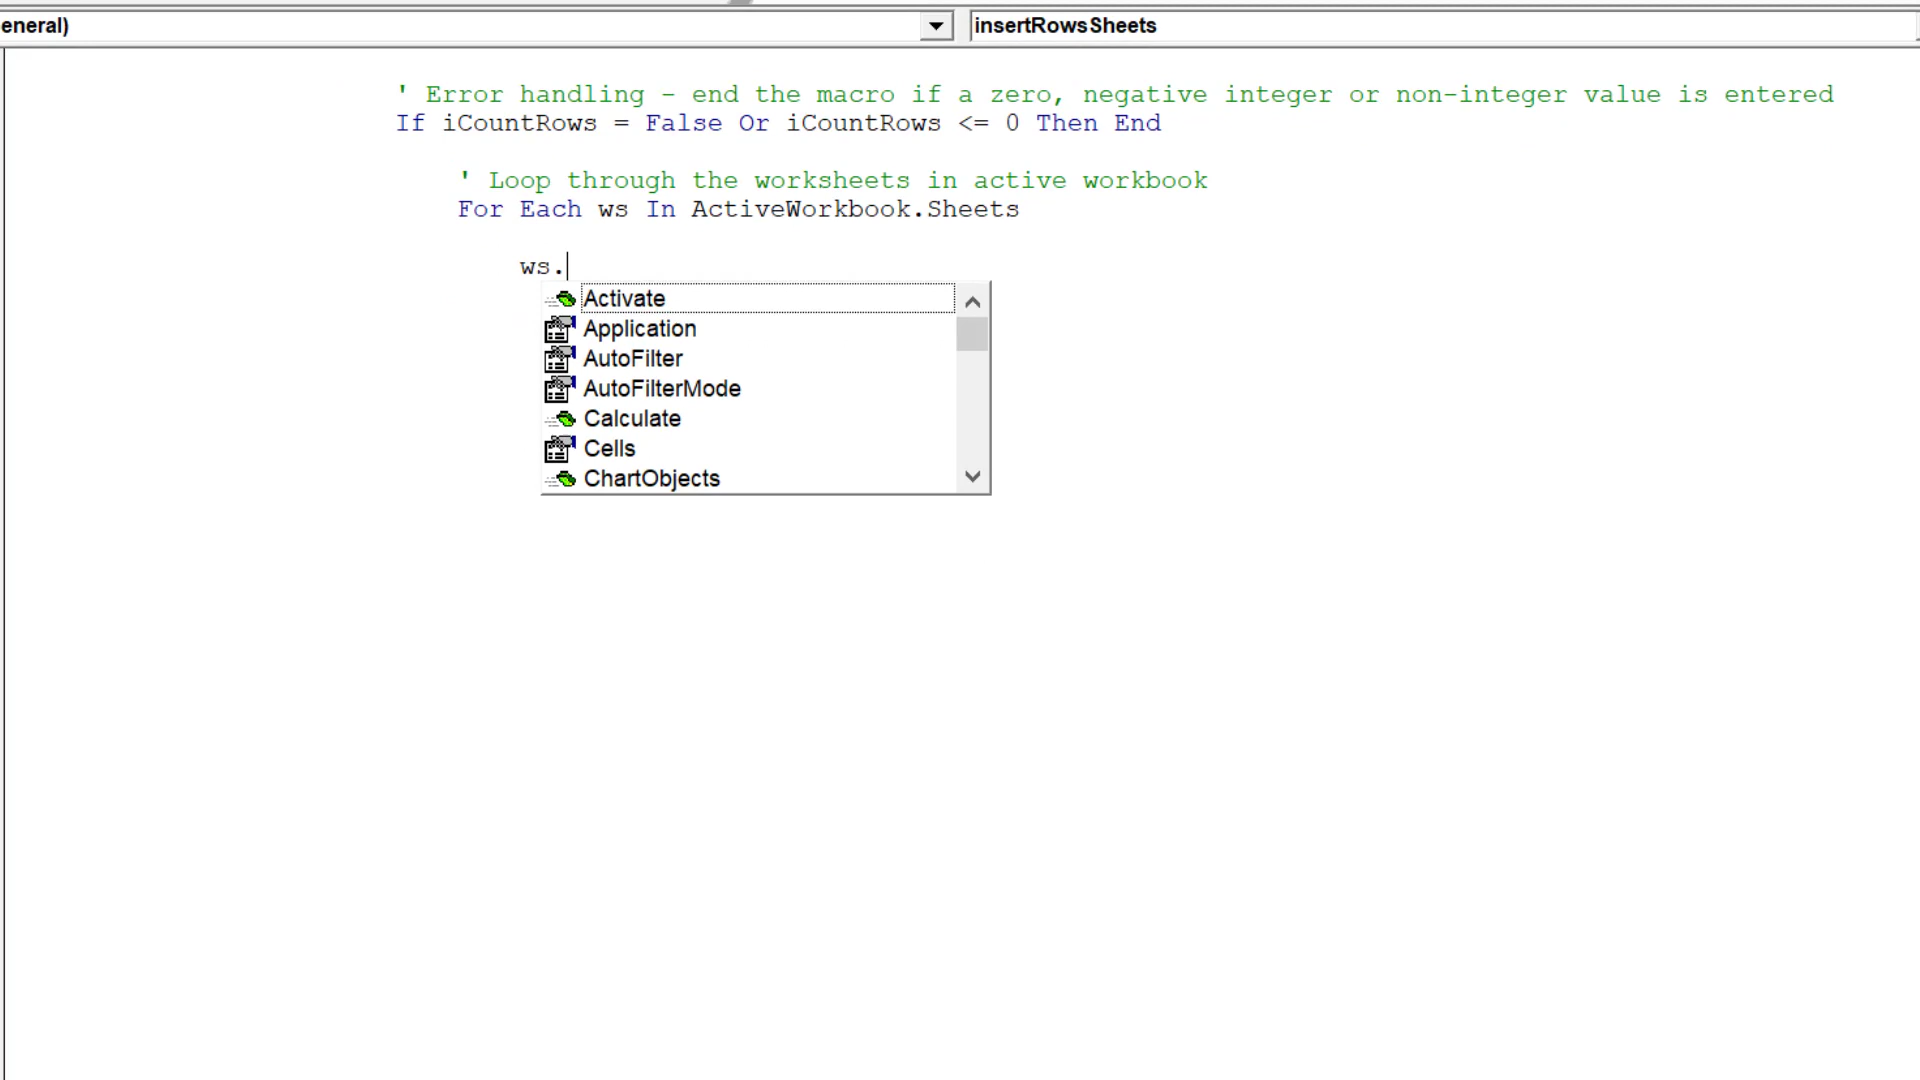 eneral)
insertRowsSheets
' Error handling - end the macro if a zero, negative integer or non-integer value is entered
If iCountRows = False Or iCountRows <= 0 Then End
' Loop through the worksheets in active workbook
For Each ws In ActiveWorkbook.Sheets
ws.
Activate
Application
AutoFilter
AutoFilterMode
Calculate
Cells
ChartObjects